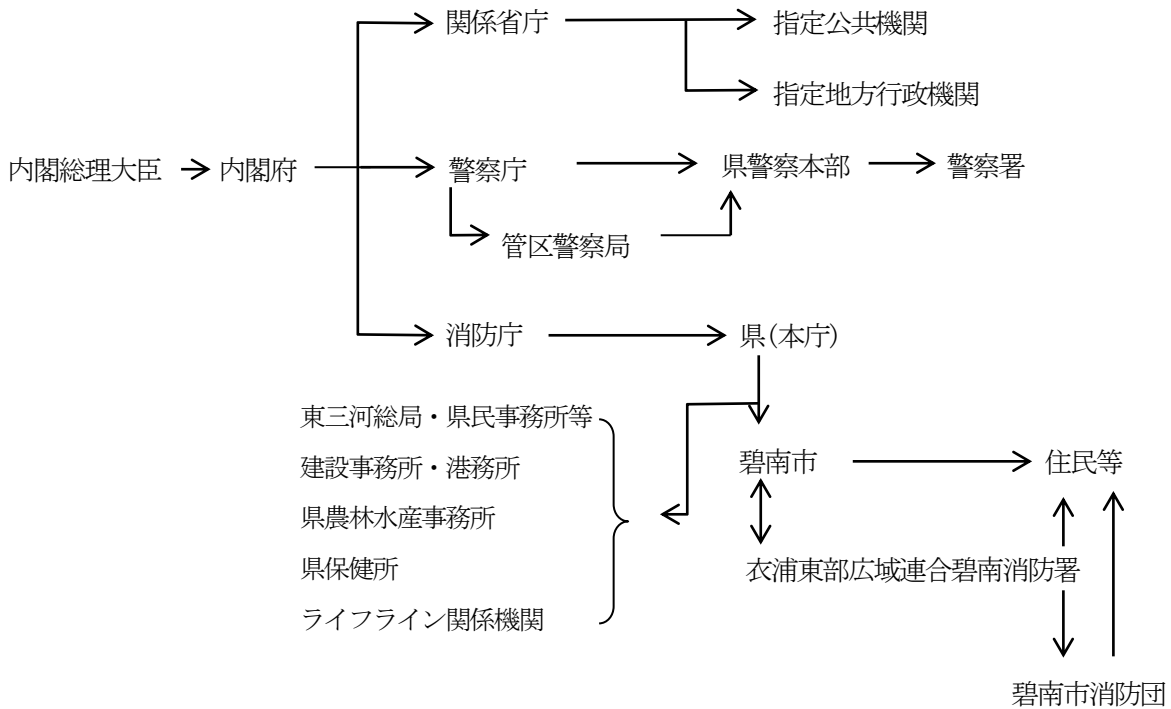 関係省庁
指定公共機関
指定地方行政機関
内閣総理大臣
内閣府
警察庁
県警察本部
警察署
管区警察局
消防庁
県(本庁)
東三河総局・県民事務所等
建設事務所・港務所
県農林水産事務所
県保健所
ライフライン関係機関
碧南市
住民等
衣浦東部広域連合碧南消防署
碧南市消防団